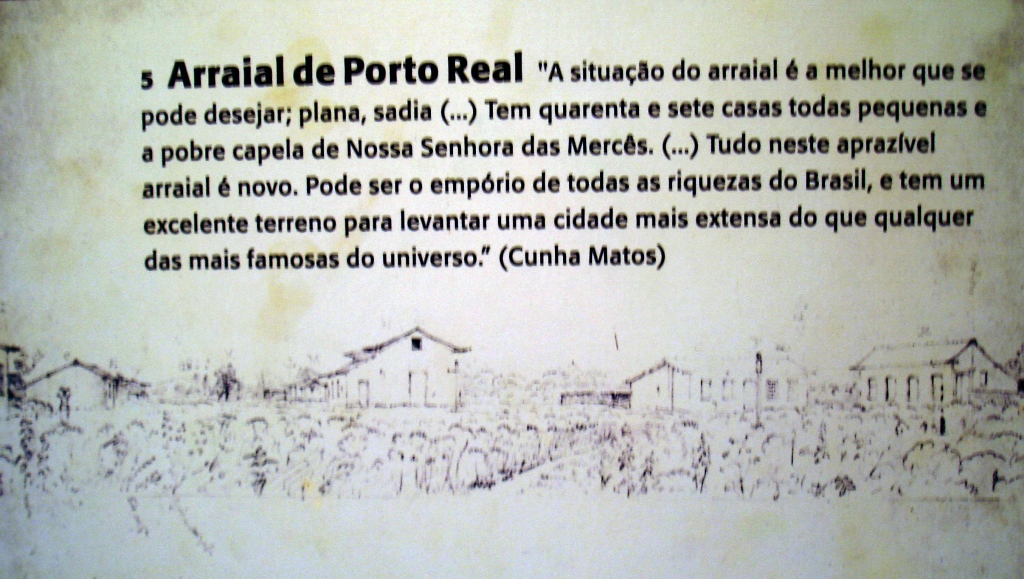 5 Arraial de Porto Real "A situação do arraial é a melhor que se
pode desejar; plana, sadia (...) Tem quarenta e sete casas todas pequenas e
a pobre capela de Nossa Senhora das Mercês. (...) Tudo neste aprazível
arraial é novo. Pode ser o empório de todas as riquezas do Brasil, e tem um
excelente terreno para levantar uma cidade mais extensa do que qualquer
das mais famosas do universo." (Cunha Matos)